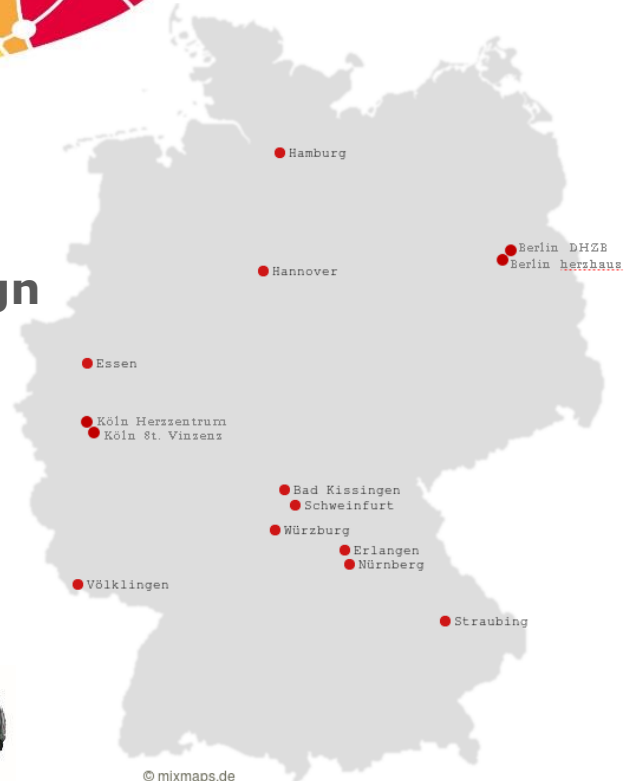 Hamburg
Berlin DHZB
Berlin herzhaus
Hannover
gn
Essen
Köln Herzzentrum
Köln St. Vinzenz
Bad Kissingen
Schweinfurt
Würzburg
Erlangen
Nürnberg
Völklingen
Straubing
© mixmaps.de